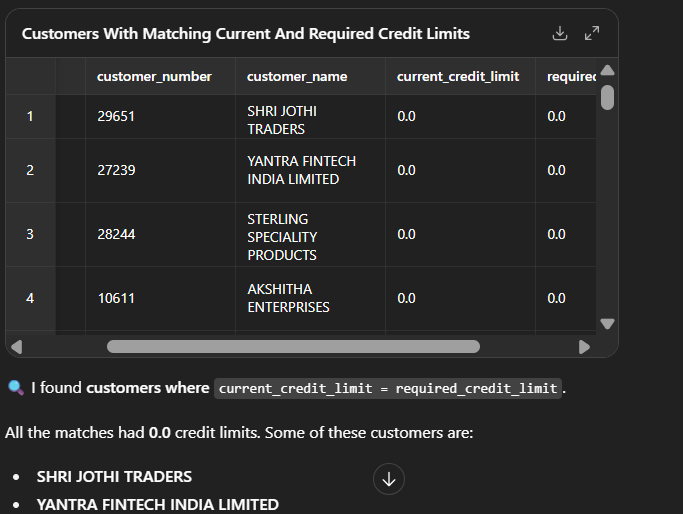 Customers With Matching Current And Required Credit Limits
customer_number customer_name current_credit_limit required
1 29651 SHRI JOTHI TRADERS 0.0 0.0
2 27239 YANTRA FINTECH INDIA LIMITED 0.0 0.0
3 28244 STERLING SPECIALITY PRODUCTS 0.0 0.0
4 10611 AKSHITHA ENTERPRISES 0.0 0.0
🔍 I found customers where current_credit_limit = required_credit_limit.
All the matches had 0.0 credit limits. Some of these customers are:
• SHRI JOTHI TRADERS
• YANTRA FINTECH INDIA LIMITED